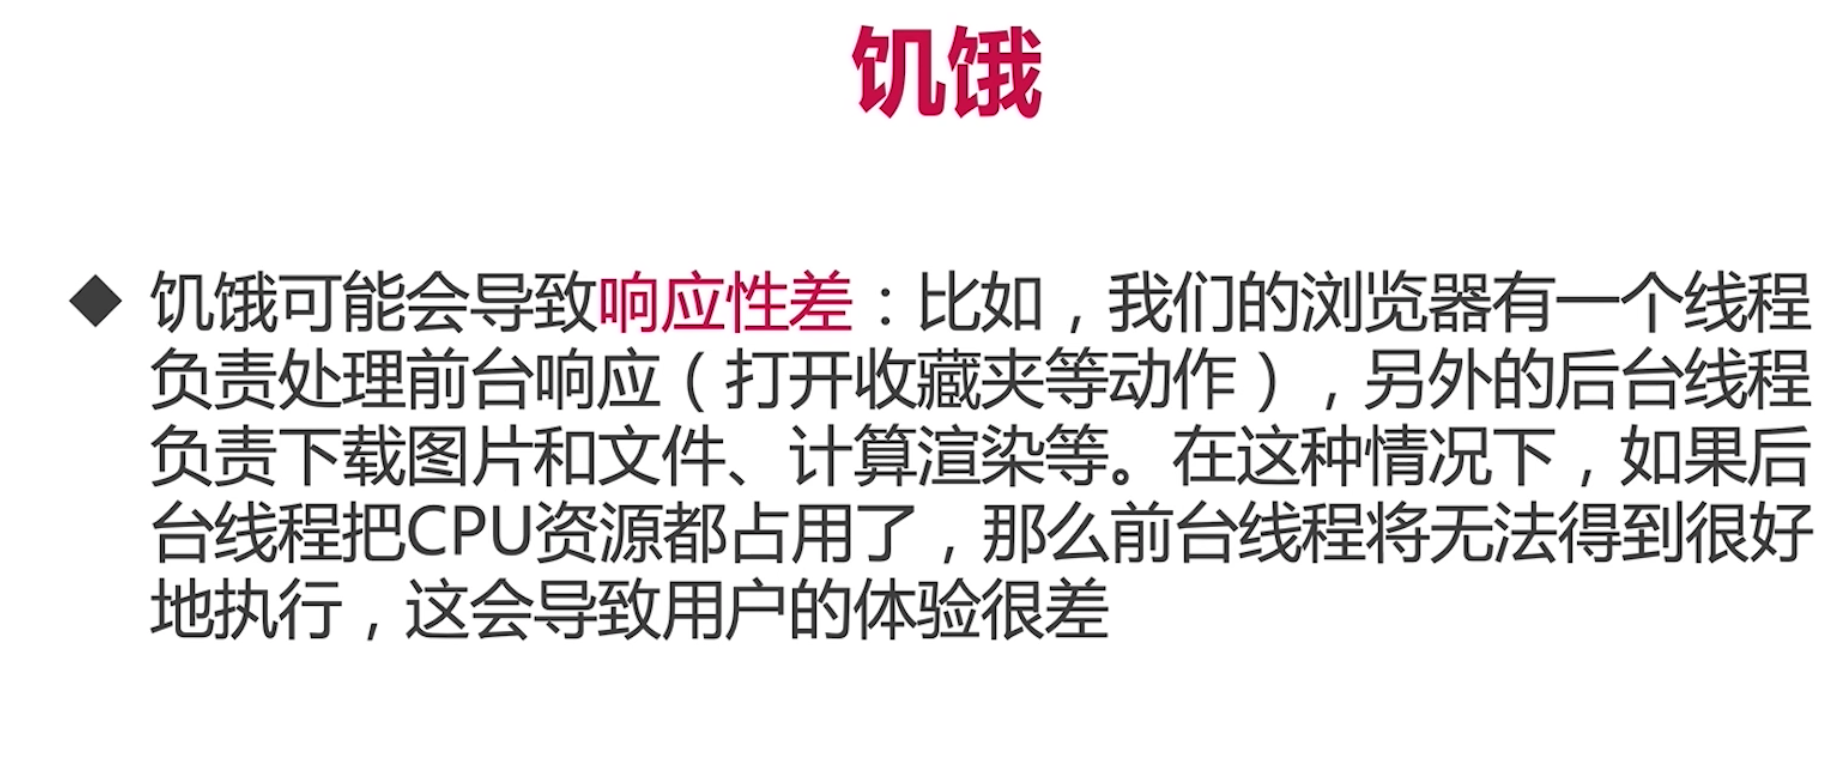 饥饿
◆ 饥饿可能会导致响应性差：比如，我们的浏览器有一个线程
负责处理前台响应（打开收藏夹等动作），另外的后台线程
负责下载图片和文件、计算渲染等。在这种情况下，如果后
台线程把CPU资源都占用了，那么前台线程将无法得到很好
地执行，这会导致用户的体验很差